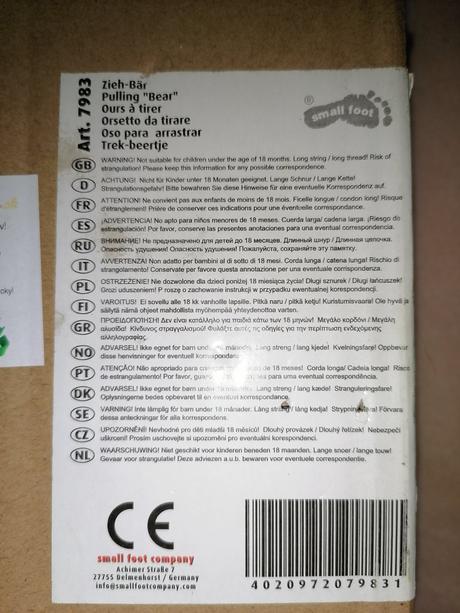 Art. 7983
Zieh-Bär
Pulling "Bear"
Ours à tirer
Orsetto da tirare
Oso para arrastrar
Trek-beertje
® small foot
GB WARNING! Not suitable for children under the age of 18 months. Long string / long thread! Risk of
strangulation! Please keep this information for any possible correspondence.
D ACHTUNG! Nicht für Kinder unter 18 Monaten geeignet. Lange Schnur / Lange Kette!
Strangulationsgefahr! Bitte bewahren Sie diese Hinweise für eine eventuelle Korrespondenz auf.
FR ATTENTION! Ne convient pas aux enfants de moins de 18 mois. Ficelle longue / cordon long! Risque
d'étranglement! Prière de conserver ces indications pour une éventuelle correspondance.
ES ¡ADVERTENCIA! No apto para niños menores de 18 meses. Cuerda larga/ cadena larga. ¡Riesgo de
estrangulación! Por favor, conserve las presentes anotaciones para una eventual correspondencia.
RU ВНИМАНИЕ! Не предназначено для детей до 18 месяцев. Длинный шнур / Длинная цепочка.
Опасность удушения! Опасность удушения! Пожалуйста, сохраняйте эту памятку.
IT AVVERTENZA! Non adatto per bambini al di sotto di 18 mesi. Corda lunga / catena lunga! Rischio di
strangolamento! Conservate per favore questa annotazione per una eventuale corrispondenza.
PL OSTRZEŻENIE! Nie dozwolone dla dzieci poniżej 18 miesiąca życia! Długi sznurek / Długi łańcuszek!
Grozi uduszeniem! P roszę o zachowanie instrukcji w przypadku ewentualnej korespondencji.
FI VAROITUS! Ei sovellu alle 18 kk vanhoille lapsille. Pitkä naru / pitkä ketju! Kuristumisvaara! Ole hyvä ja
säilytä nämä ohjeet mahdollista myöhempää yhteydenottoa varten.
GR ΠΡΟΕΙΔΟΠΟΙΗΣΗ! Δεν είναι κατάλληλο για παιδιά κάτω των 18 μηνών! Μεγάλο κορδόνι / Μεγάλη
αλυσίδα! Κίνδυνος στραγγαλισμού! Φυλάξτε αυτές τις οδηγίες για την περίπτωση ενδεχόμενης
αλληλογραφίας.
NO ADVARSEL! Ikke egnet for barn under måneder. Lang streng / lang kjede! Kvelningsfare! Oppbevar
disse henvisninger for eventuell korrespondanse.
PT ATENÇÃO! Não apropriado para crianças de 18 meses. Corda longa/ Cadeia longa! Risco
de estrangulamento! Por favor, para uma eventual correspondência.
DK ADVARSEL! Ikke egnet for børn under 18 måneder. Lang streng / lang kæde! Stranguleringsfare!
Oplysningerne bedes opbevaret til en eventuel korrespondance.
SE VARNING! Inte lämplig för barn under 18 månader. Lång sträng / lång kedja! Strypningsfara! Förvara
dessa anteckningar för alla korrespondens.
CZ UPOZORNĚNÍ! Nevhodné pro děti mladší 18 měsíců! Dlouhý provázek / Dlouhý řetízek! Nebezpečí
uškrcení! Prosím uschovejte si upozornění pro eventuální korespondenci.
NL WAARSCHUWING! Niet geschikt voor kinderen beneden 18 maanden. Lange snoer / lange touw!
Gevaar voor strangulatie! Deze adviezen a.u.b. bewaren voor eventuele correspondentie.
CE
small foot company
Achimer Straße 7
27755 Delmenhorst / Germany
info@smallfootcompany.com
4020972079831